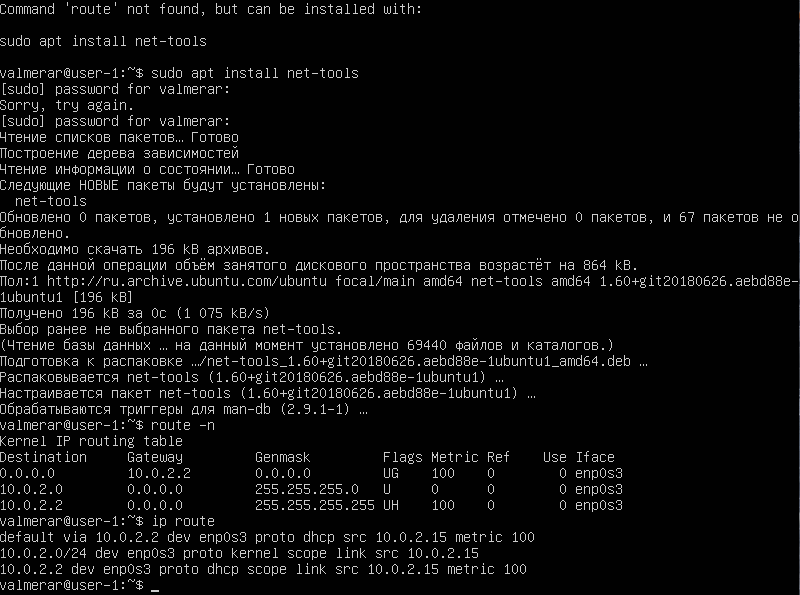 Command 'route' not found, but can be installed with:
sudo apt install net-tools
valmerar@user-1:~$ sudo apt install net-tools
[sudo] password for valmerar:
Sorry, try again.
[sudo] password for valmerar:
Чтение списков пакетов… Готово
Построение дерева зависимостей
Чтение информации о состоянии… Готово
Следующие НОВЫЕ пакеты будут установлены:
  net-tools
Обновлено 0 пакетов, установлено 1 новых пакетов, для удаления отмечено 0 пакетов, и 67 пакетов не о
бновлено.
Необходимо скачать 196 kB архивов.
После данной операции объём занятого дискового пространства возрастёт на 864 kB.
Пол:1 http://ru.archive.ubuntu.com/ubuntu focal/main amd64 net-tools amd64 1.60+git20180626.aebd88e-
1ubuntu1 [196 kB]
Получено 196 kB за 0с (1 075 kB/s)
Выбор ранее не выбранного пакета net-tools.
(Чтение базы данных … на данный момент установлено 69440 файлов и каталогов.)
Подготовка к распаковке …/net-tools_1.60+git20180626.aebd88e-1ubuntu1_amd64.deb …
Распаковывается net-tools (1.60+git20180626.aebd88e-1ubuntu1) …
Настраивается пакет net-tools (1.60+git20180626.aebd88e-1ubuntu1) …
Обрабатываются триггеры для man-db (2.9.1-1) …
valmerar@user-1:~$ route -n
Kernel IP routing table
Destination     Gateway         Genmask         Flags Metric Ref    Use Iface
0.0.0.0         10.0.2.2        0.0.0.0         UG    100    0        0 enp0s3
10.0.2.0        0.0.0.0         255.255.255.0   U     0      0        0 enp0s3
10.0.2.2        0.0.0.0         255.255.255.255 UH    100    0        0 enp0s3
valmerar@user-1:~$ ip route
default via 10.0.2.2 dev enp0s3 proto dhcp src 10.0.2.15 metric 100
10.0.2.0/24 dev enp0s3 proto kernel scope link src 10.0.2.15
10.0.2.2 dev enp0s3 proto dhcp scope link src 10.0.2.15 metric 100
valmerar@user-1:~$ _